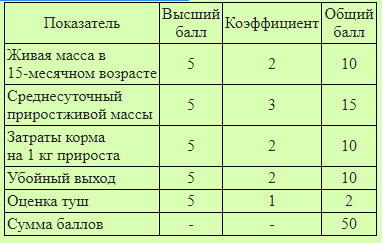 Показатель Высший балл Коэффициент Общий балл
Живая масса в
15-месячном возрасте 5 2 10
Среднесуточный
приростживой массы 5 3 15
Затраты корма
на 1 кг прироста 5 2 10
Убойный выход 5 2 10
Оценка туш 5 1 2
Сумма баллов - - 50